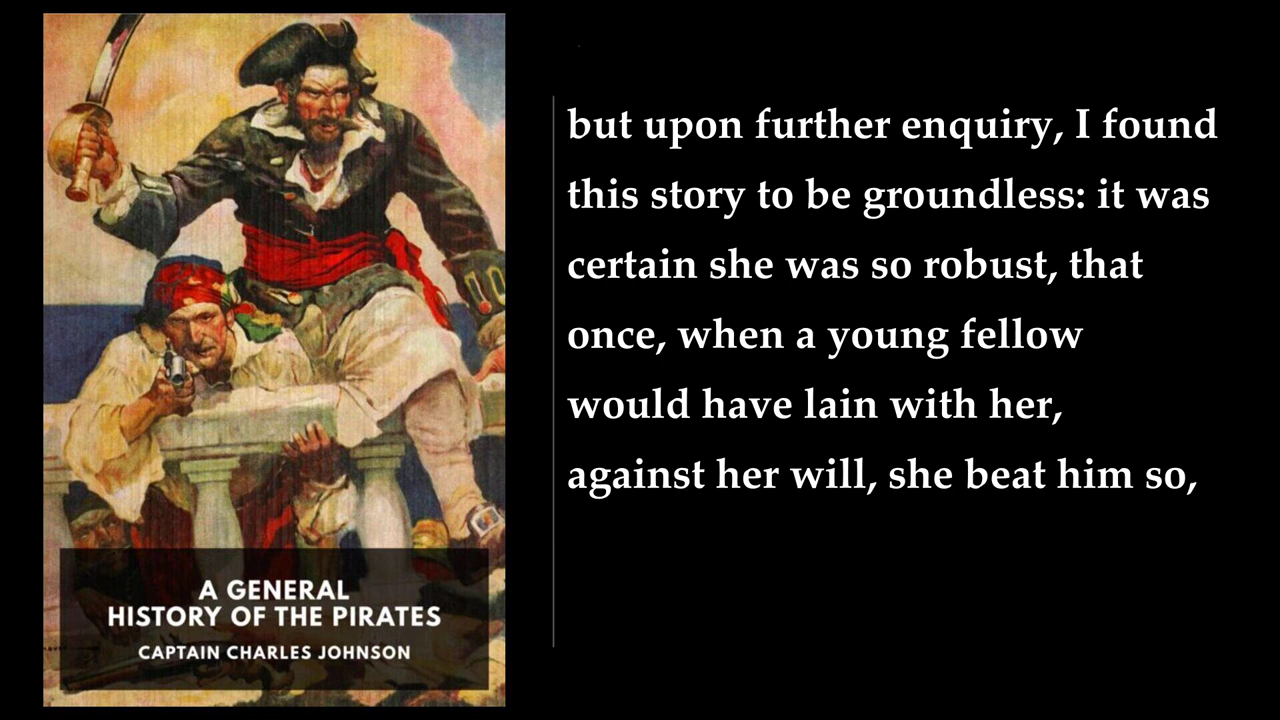 but upon further enquiry, I found
this story to be groundless: it was
certain she was so robust, that
once, when a young fellow
would have lain with her,
against her will, she beat him so,
A GENERAL
HISTORY OF THE PIRATES
CAPTAIN CHARLES JOHNSON